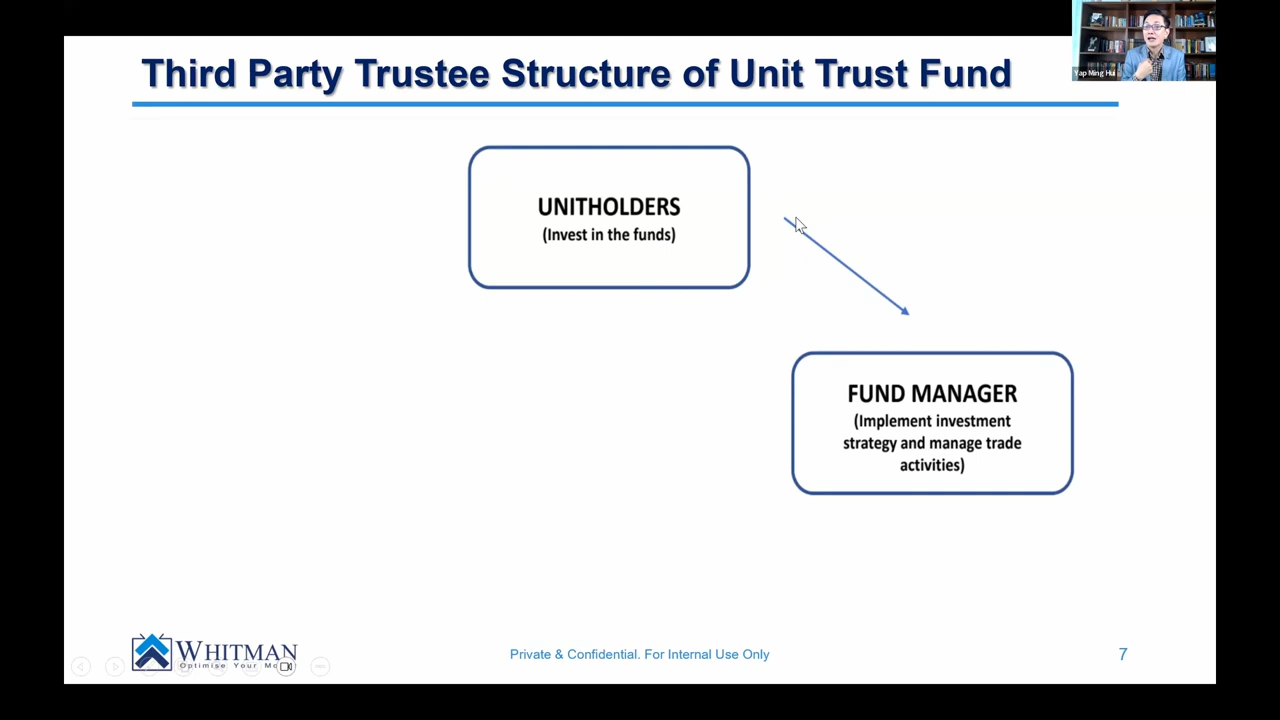 Third Party Trustee Structure of Unit Trust Fund
Yap Ming Hui
UNITHOLDERS
(Invest in the funds)
FUND MANAGER
(Implement investment
strategy and manage trade
activities)
WHITMAN
Optimise Your
Private & Confidential. For Internal Use Only
7